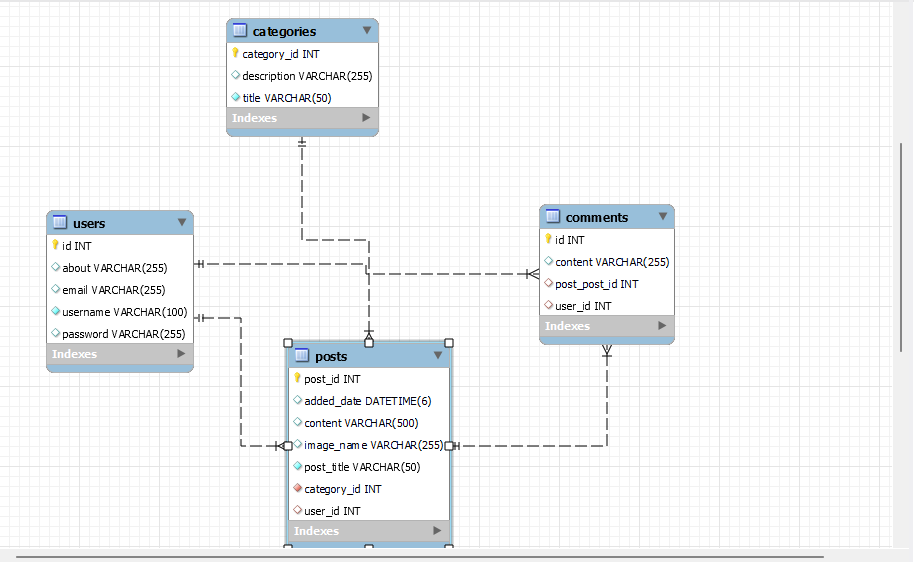 categories
category_id INT
description VARCHAR(255)
title VARCHAR(50)
Indexes
users
id INT
about VARCHAR(255)
email VARCHAR(255)
username VARCHAR(100)
password VARCHAR(255)
Indexes
comments
id INT
content VARCHAR(255)
post_post_id INT
user_id INT
Indexes
posts
post_id INT
added_date DATETIME(6)
content VARCHAR(500)
image_name VARCHAR(255)
post_title VARCHAR(50)
category_id INT
user_id INT
Indexes